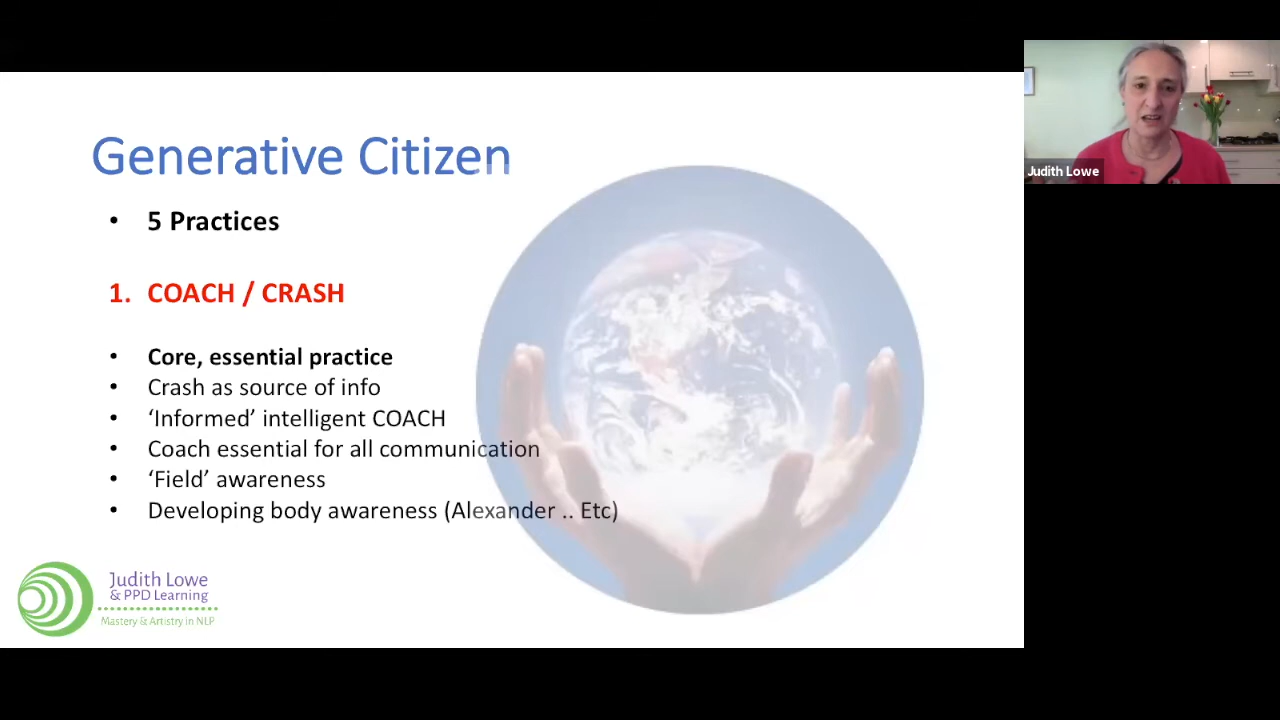 Generative Citizen
• 5 Practices
1. COACH / CRASH
• Core, essential practice
• Crash as source of info
• ‘Informed’ intelligent COACH
• Coach essential for all communication
• ‘Field’ awareness
• Developing body awareness (Alexander .. Etc)
Judith Lowe
& PPD Learning
Mastery & Artistry in NLP
Judith Lowe